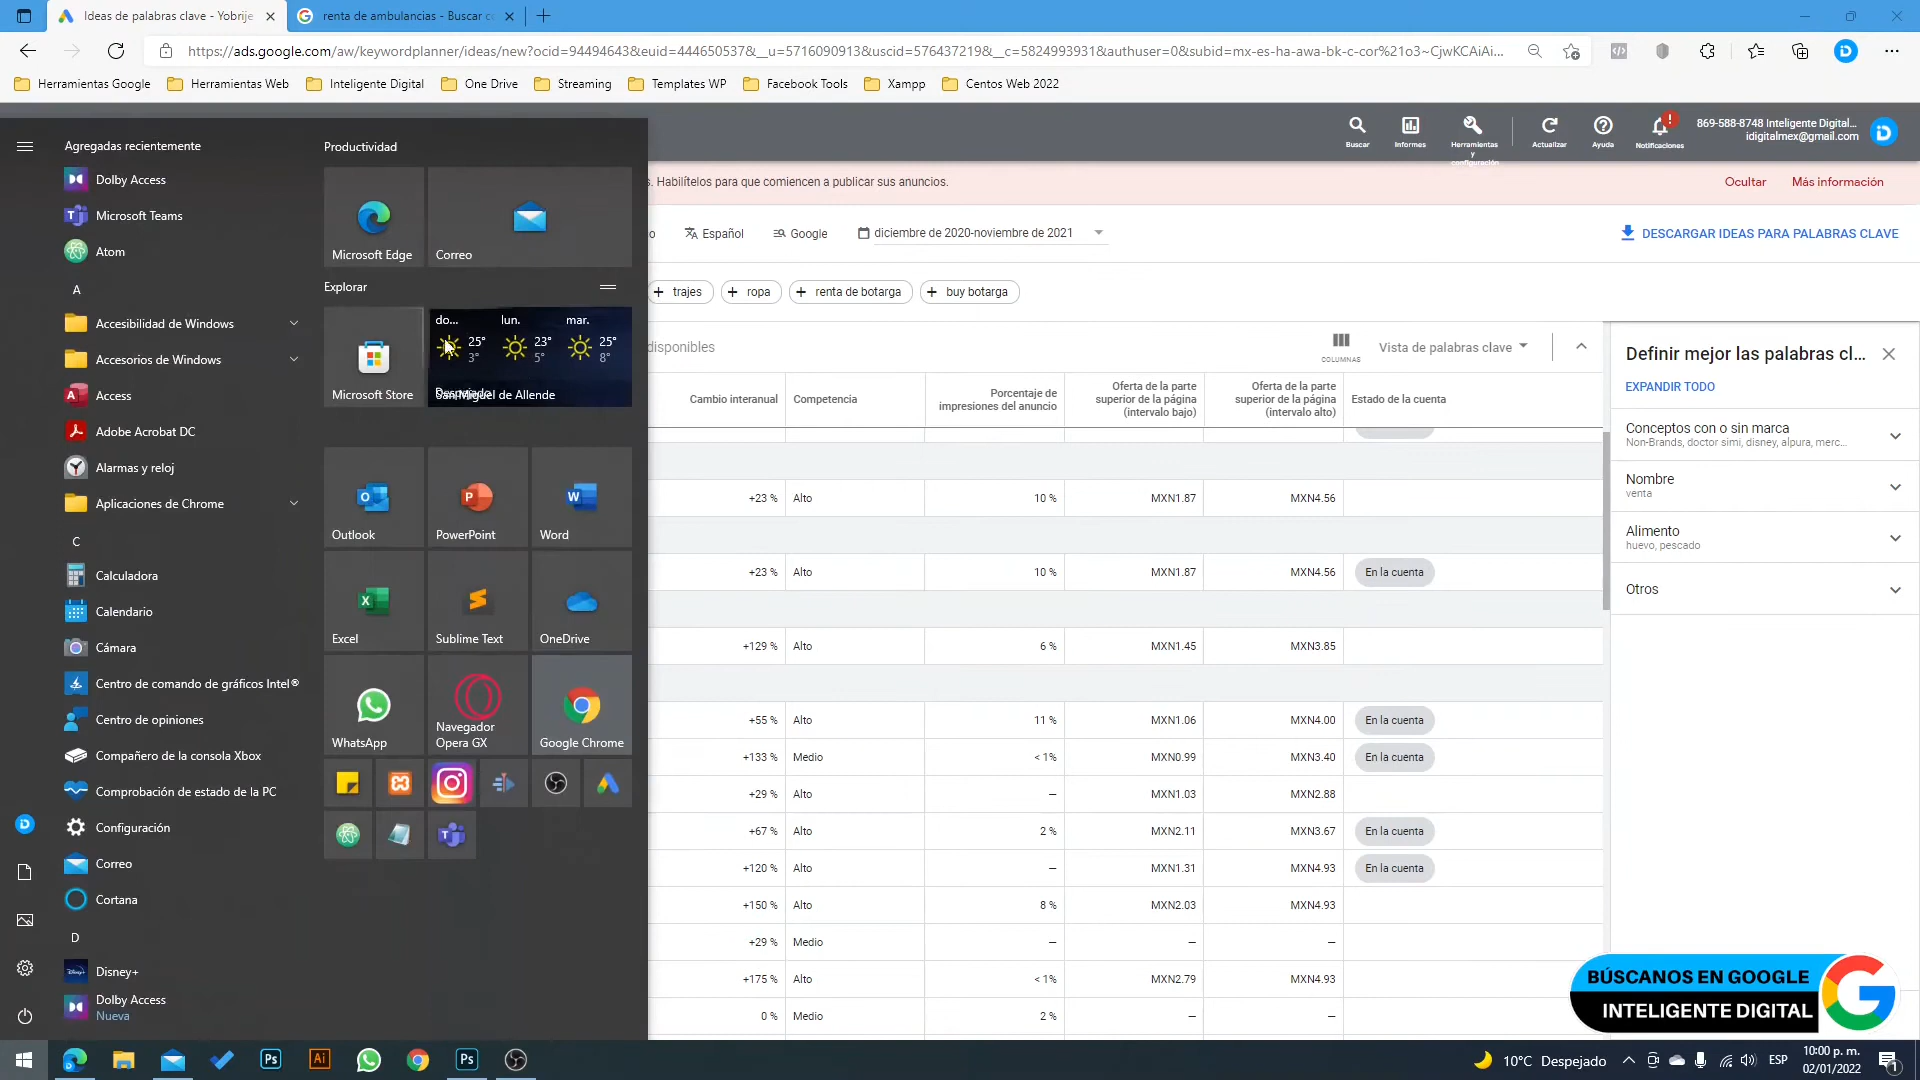 Ideas de palabras clave - Yobrije
renta de ambulancias - Buscar c
https://ads.google.com/aw/keywordplanner/ideas/new?ocid=94494643&euid=444650537&__u=5716090913&uscid=576437219&__c=5824993931&authuser=0&subid=mx-es-ha-awa-bk-c-cor%21o3~CjwKCAiAi...
Herramientas Google
Herramientas Web
Inteligente Digital
One Drive
Streaming
Templates WP
Facebook Tools
Xampp
Centos Web 2022
Buscar
Informes
Herramientas
y
configuración
Actualizar
Ayuda
Notificaciones
869-588-8748 Inteligente Digital...
idigitalmex@gmail.com
s. Habilítelos para que comiencen a publicar sus anuncios.
Ocultar
Más información
o
Español
Google
diciembre de 2020-noviembre de 2021
DESCARGAR IDEAS PARA PALABRAS CLAVE
trajes
ropa
renta de botarga
buy botarga
disponibles
COLUMNAS
Vista de palabras clave
Cambio interanual
Competencia
Porcentaje de
impresiones del anuncio
Oferta de la parte
superior de la página
(intervalo bajo)
Oferta de la parte
superior de la página
(intervalo alto)
Estado de la cuenta
+23 % Alto 10 % MXN1.87 MXN4.56
+23 % Alto 10 % MXN1.87 MXN4.56 En la cuenta
+129 % Alto 6 % MXN1.45 MXN3.85
+55 % Alto 11 % MXN1.06 MXN4.00 En la cuenta
+133 % Medio < 1% MXN0.99 MXN3.40 En la cuenta
+29 % Alto – MXN1.03 MXN2.88
+67 % Alto 2 % MXN2.11 MXN3.67 En la cuenta
+120 % Alto – MXN1.31 MXN4.93 En la cuenta
+150 % Alto 8 % MXN2.03 MXN4.93
+29 % Medio – – –
+175 % Alto < 1% MXN2.79 MXN4.93
0 % Medio 2 % – –
Definir mejor las palabras cl...
EXPANDIR TODO
Conceptos con o sin marca
Non-Brands, doctor simi, disney, alpura, merc...
Nombre
venta
Alimento
huevo, pescado
Otros
Agregadas recientemente
Dolby Access
Microsoft Teams
Atom
A
Accesibilidad de Windows
Accesorios de Windows
Access
Adobe Acrobat DC
Alarmas y reloj
Aplicaciones de Chrome
C
Calculadora
Calendario
Cámara
Centro de comando de gráficos Intel®
Centro de opiniones
Compañero de la consola Xbox
Comprobación de estado de la PC
Configuración
Correo
Cortana
D
Disney+
Dolby Access
Nueva
Productividad
Microsoft Edge
Correo
Explorar
Microsoft Store
do... lun. mar.
25° 23° 25°
3° 5° 8°
San Miguel de Allende
Outlook
PowerPoint
Word
Excel
Sublime Text
OneDrive
WhatsApp
Navegador
Opera GX
Google Chrome
BÚSCANOS EN GOOGLE
INTELIGENTE DIGITAL
10°C Despejado
ESP
10:00 p. m.
02/01/2022